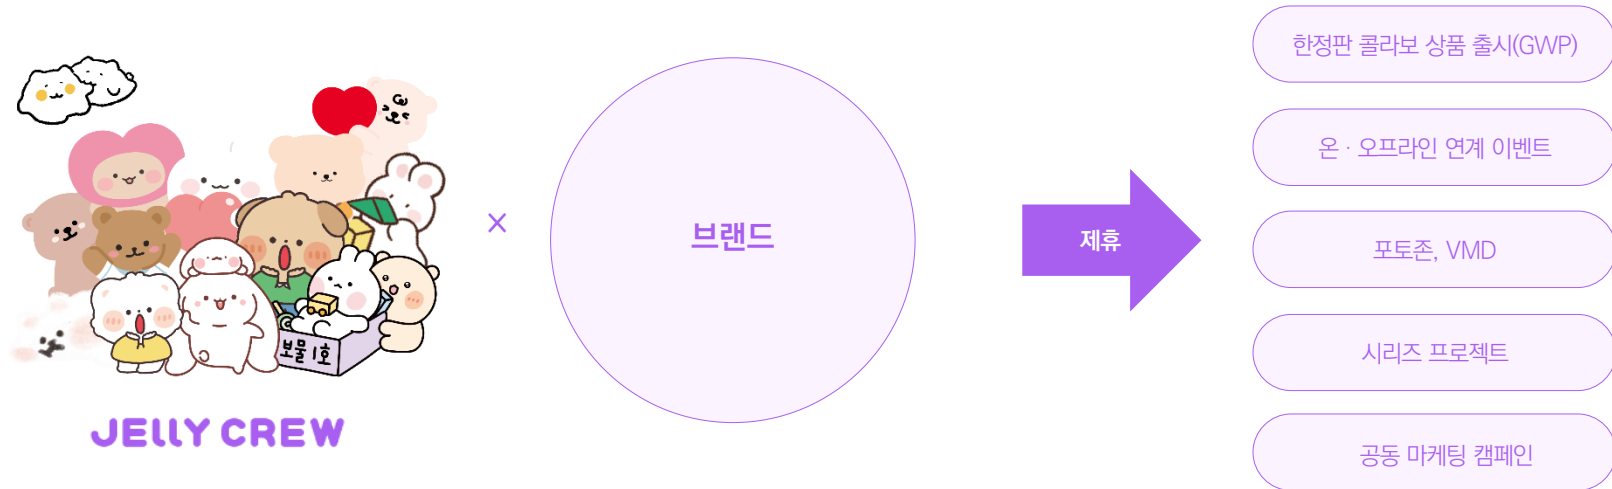 보물 1호
JELLY CREW
×
브랜드
제휴
한정판 콜라보 상품 출시(GWP)
온 · 오프라인 연계 이벤트
포토존, VMD
시리즈 프로젝트
공동 마케팅 캠페인